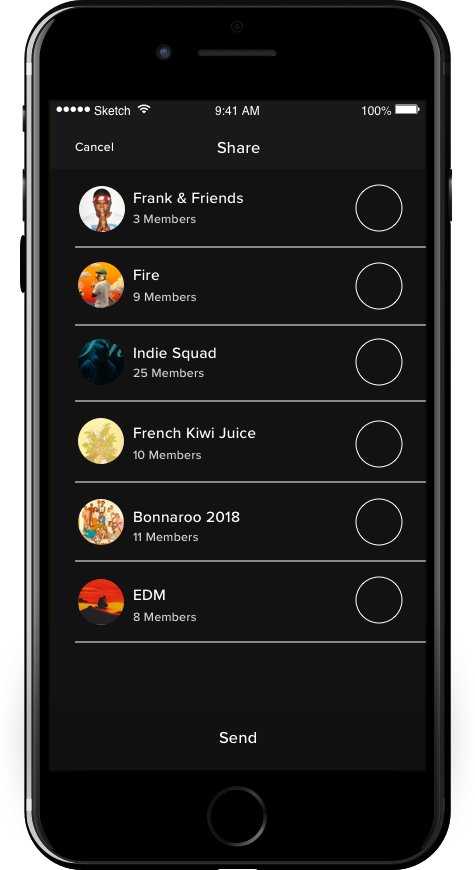 Sketch 9:41 AM 100%
Cancel Share
Frank & Friends
3 Members
Fire
9 Members
Indie Squad
25 Members
French Kiwi Juice
10 Members
Bonnaroo 2018
11 Members
EDM
8 Members
Send